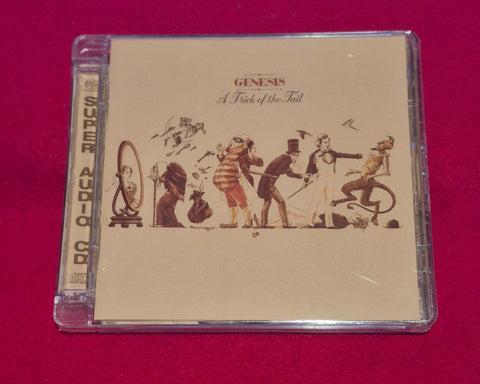 GENESIS
A Trick of the Tail
SUPER AUDIO CD